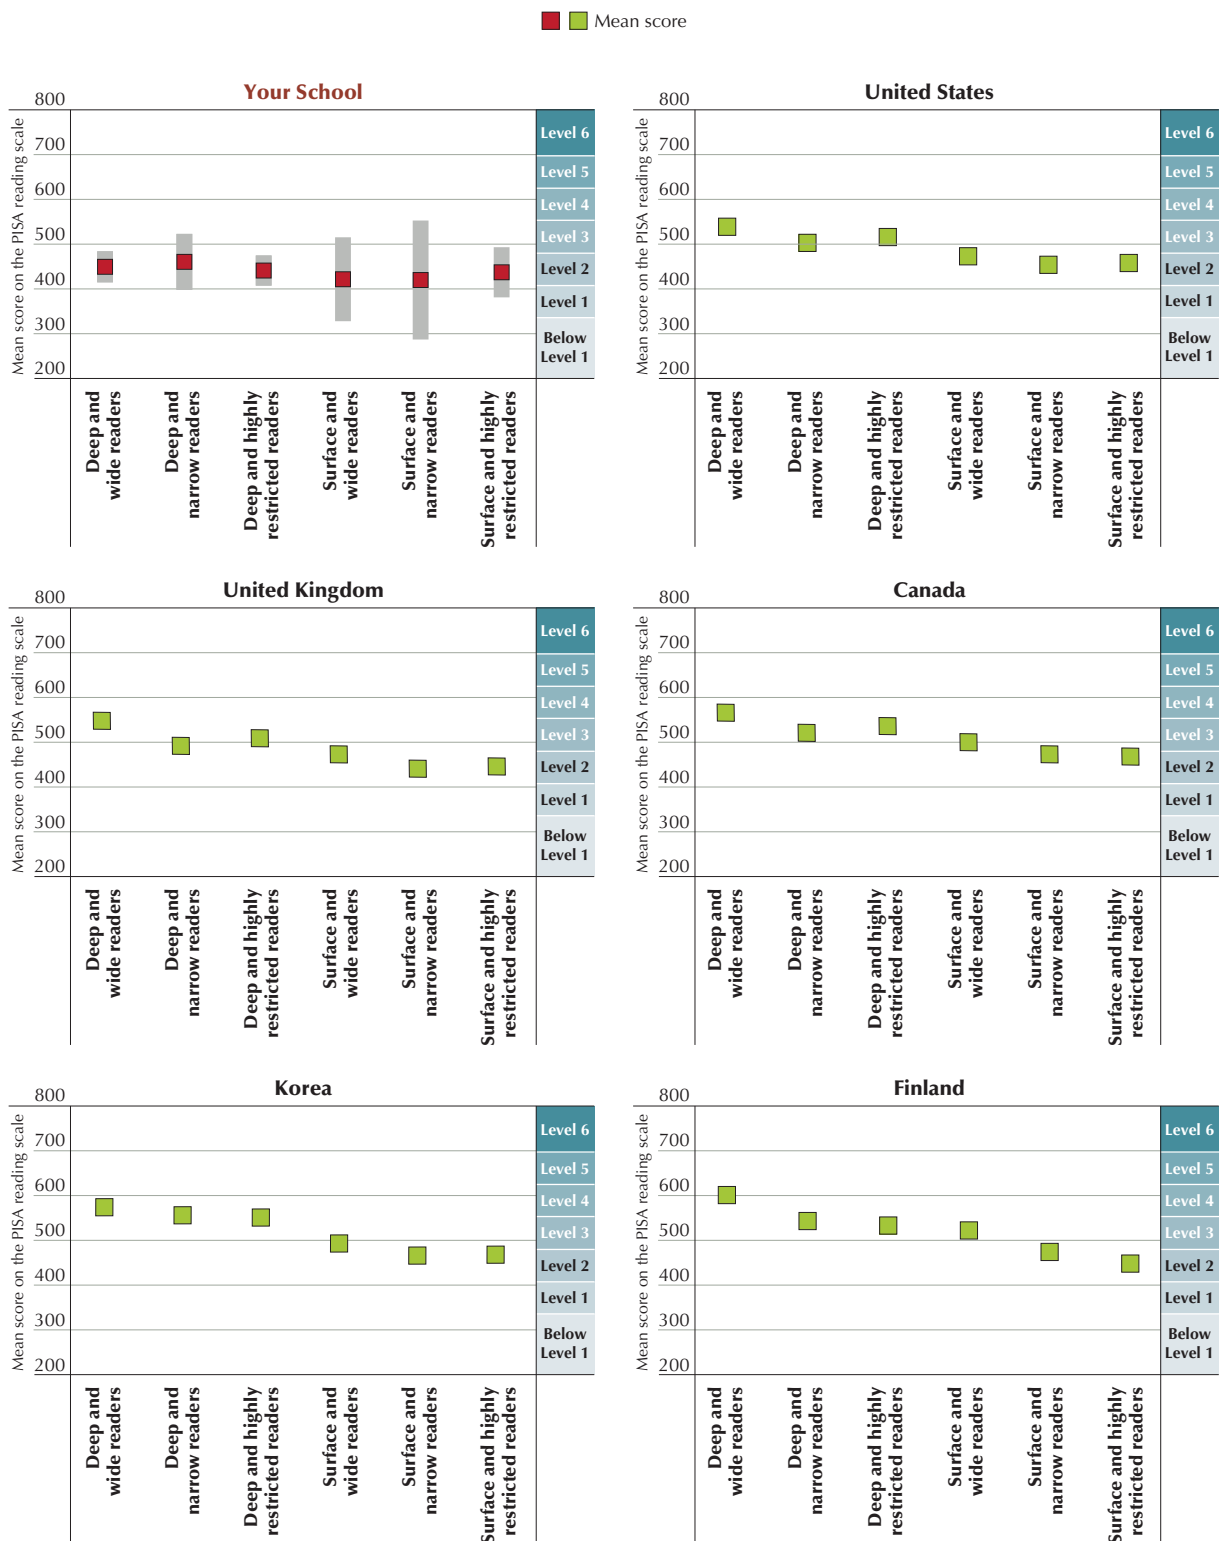 Mean score
Your School
Mean score on the PISA reading scale
800
700
600
500
400
300
200
Level 6
Level 5
Level 4
Level 3
Level 2
Level 1
Below
Level 1
Deep and
wide readers
Deep and
narrow readers
Deep and highly
restricted readers
Surface and
wide readers
Surface and
narrow readers
Surface and highly
restricted readers
United States
Mean score on the PISA reading scale
800
700
600
500
400
300
200
Level 6
Level 5
Level 4
Level 3
Level 2
Level 1
Below
Level 1
Deep and
wide readers
Deep and
narrow readers
Deep and highly
restricted readers
Surface and
wide readers
Surface and
narrow readers
Surface and highly
restricted readers
United Kingdom
Mean score on the PISA reading scale
800
700
600
500
400
300
200
Level 6
Level 5
Level 4
Level 3
Level 2
Level 1
Below
Level 1
Deep and
wide readers
Deep and
narrow readers
Deep and highly
restricted readers
Surface and
wide readers
Surface and
narrow readers
Surface and highly
restricted readers
Canada
Mean score on the PISA reading scale
800
700
600
500
400
300
200
Level 6
Level 5
Level 4
Level 3
Level 2
Level 1
Below
Level 1
Deep and
wide readers
Deep and
narrow readers
Deep and highly
restricted readers
Surface and
wide readers
Surface and
narrow readers
Surface and highly
restricted readers
Korea
Mean score on the PISA reading scale
800
700
600
500
400
300
200
Level 6
Level 5
Level 4
Level 3
Level 2
Level 1
Below
Level 1
Deep and
wide readers
Deep and
narrow readers
Deep and highly
restricted readers
Surface and
wide readers
Surface and
narrow readers
Surface and highly
restricted readers
Finland
Mean score on the PISA reading scale
800
700
600
500
400
300
200
Level 6
Level 5
Level 4
Level 3
Level 2
Level 1
Below
Level 1
Deep and
wide readers
Deep and
narrow readers
Deep and highly
restricted readers
Surface and
wide readers
Surface and
narrow readers
Surface and highly
restricted readers